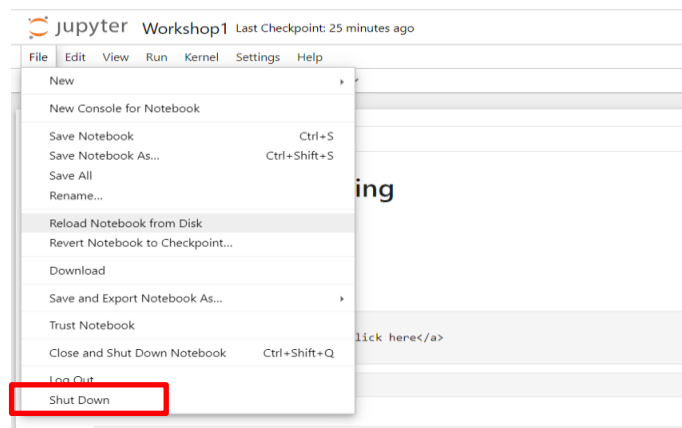 jupyter Workshop1 Last Checkpoint: 25 minutes ago
File Edit View Run Kernel Settings Help
New
New Console for Notebook
Save Notebook Ctrl+S
Save Notebook As... Ctrl+Shift+S
Save All
Rename...
ing
Reload Notebook from Disk
Revert Notebook to Checkpoint...
Download
Save and Export Notebook As...
Trust Notebook
lick here</a>
Close and Shut Down Notebook Ctrl+Shift+Q
Log Out
Shut Down